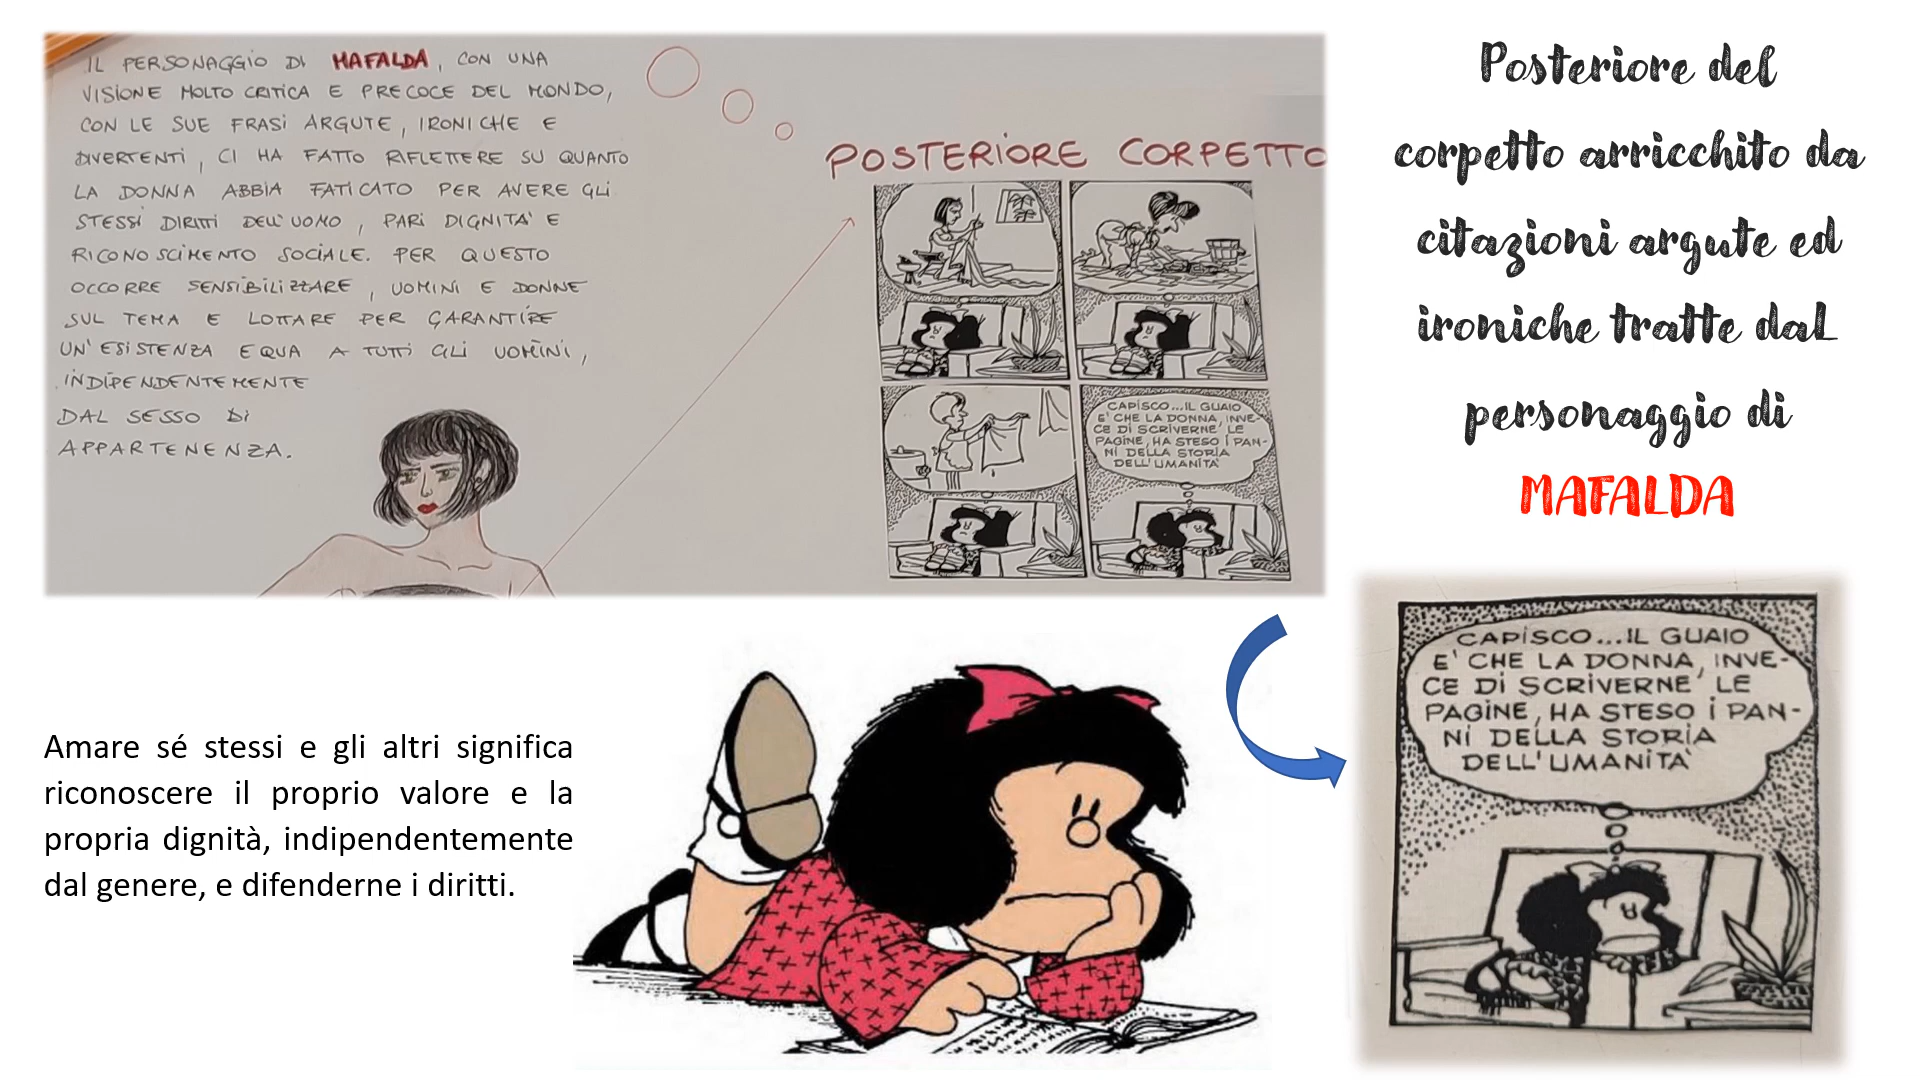 IL PERSONAGGIO DI MAFALDA, CON UNA
VISIONE MOLTO CRITICA E PRECOCE DEL MONDO,
CON LE SUE FRASI ARGUTE, IRONICHE E
DIVERTENTI, CI HA FATTO RIFLETTERE SU QUANTO
LA DONNA ABBIA FATICATO PER AVERE GLI
STESSI DIRITTI DELL'UOMO, PARI DIGNITA' E
RICONOSCIMENTO SOCIALE. PER QUESTO
OCCORRE SENSIBILIZZARE, UOMINI E DONNE
SUL TEMA E LOTTARE PER GARANTIRE
UN'ESISTENZA EQUA A TUTTI GLI UOMINI,
INDIPENDENTEMENTE
DAL SESSO DI
APPARTENENZA.
POSTERIORE CORPETTO
CAPISCO...IL GUAIO
E' CHE LA DONNA, INVE-
CE DI SCRIVERNE LE
PAGINE, HA STESO I PAN-
NI DELLA STORIA
DELL'UMANITA'
Posteriore del
corpetto arricchito da
citazioni argute ed
ironiche tratte dal
personaggio di
MAFALDA
Amare sé stessi e gli altri significa
riconoscere il proprio valore e la
propria dignità, indipendentemente
dal genere, e difenderne i diritti.
CAPISCO...IL GUAIO
E' CHE LA DONNA, INVE-
CE DI SCRIVERNE LE
PAGINE, HA STESO I PAN-
NI DELLA STORIA
DELL'UMANITA'